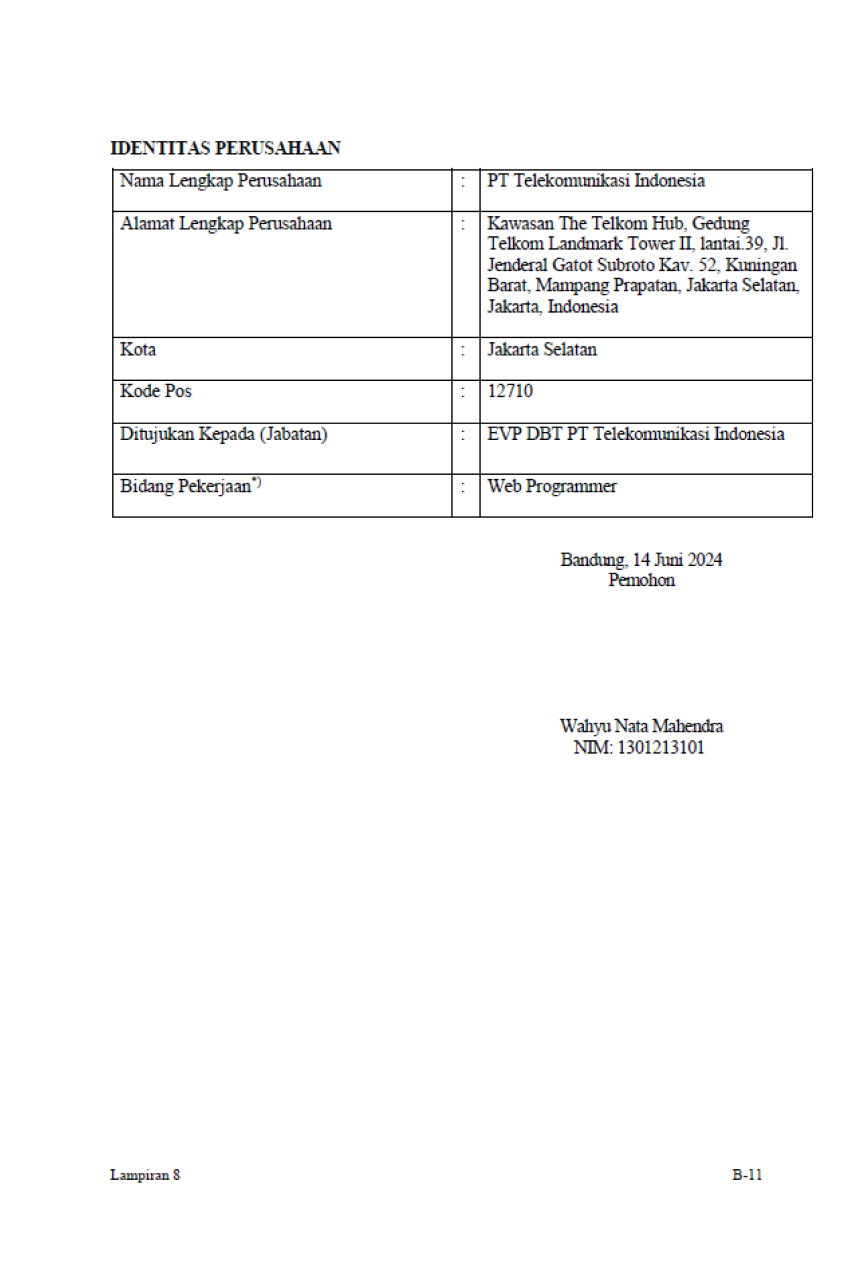 IDENTITAS PERUSAHAAN
Nama Lengkap Perusahaan : PT Telekomunikasi Indonesia
Alamat Lengkap Perusahaan : Kawasan The Telkom Hub, Gedung
Telkom Landmark Tower II, lantai.39, Jl.
Jenderal Gatot Subroto Kav. 52, Kuningan
Barat, Mampang Prapatan, Jakarta Selatan,
Jakarta, Indonesia
Kota : Jakarta Selatan
Kode Pos : 12710
Ditujukan Kepada (Jabatan) : EVP DBT PT Telekomunikasi Indonesia
Bidang Pekerjaan*) : Web Programmer
Bandung, 14 Juni 2024
Pemohon
Wahyu Nata Mahendra
NIM: 1301213101
Lampiran 8 B-11